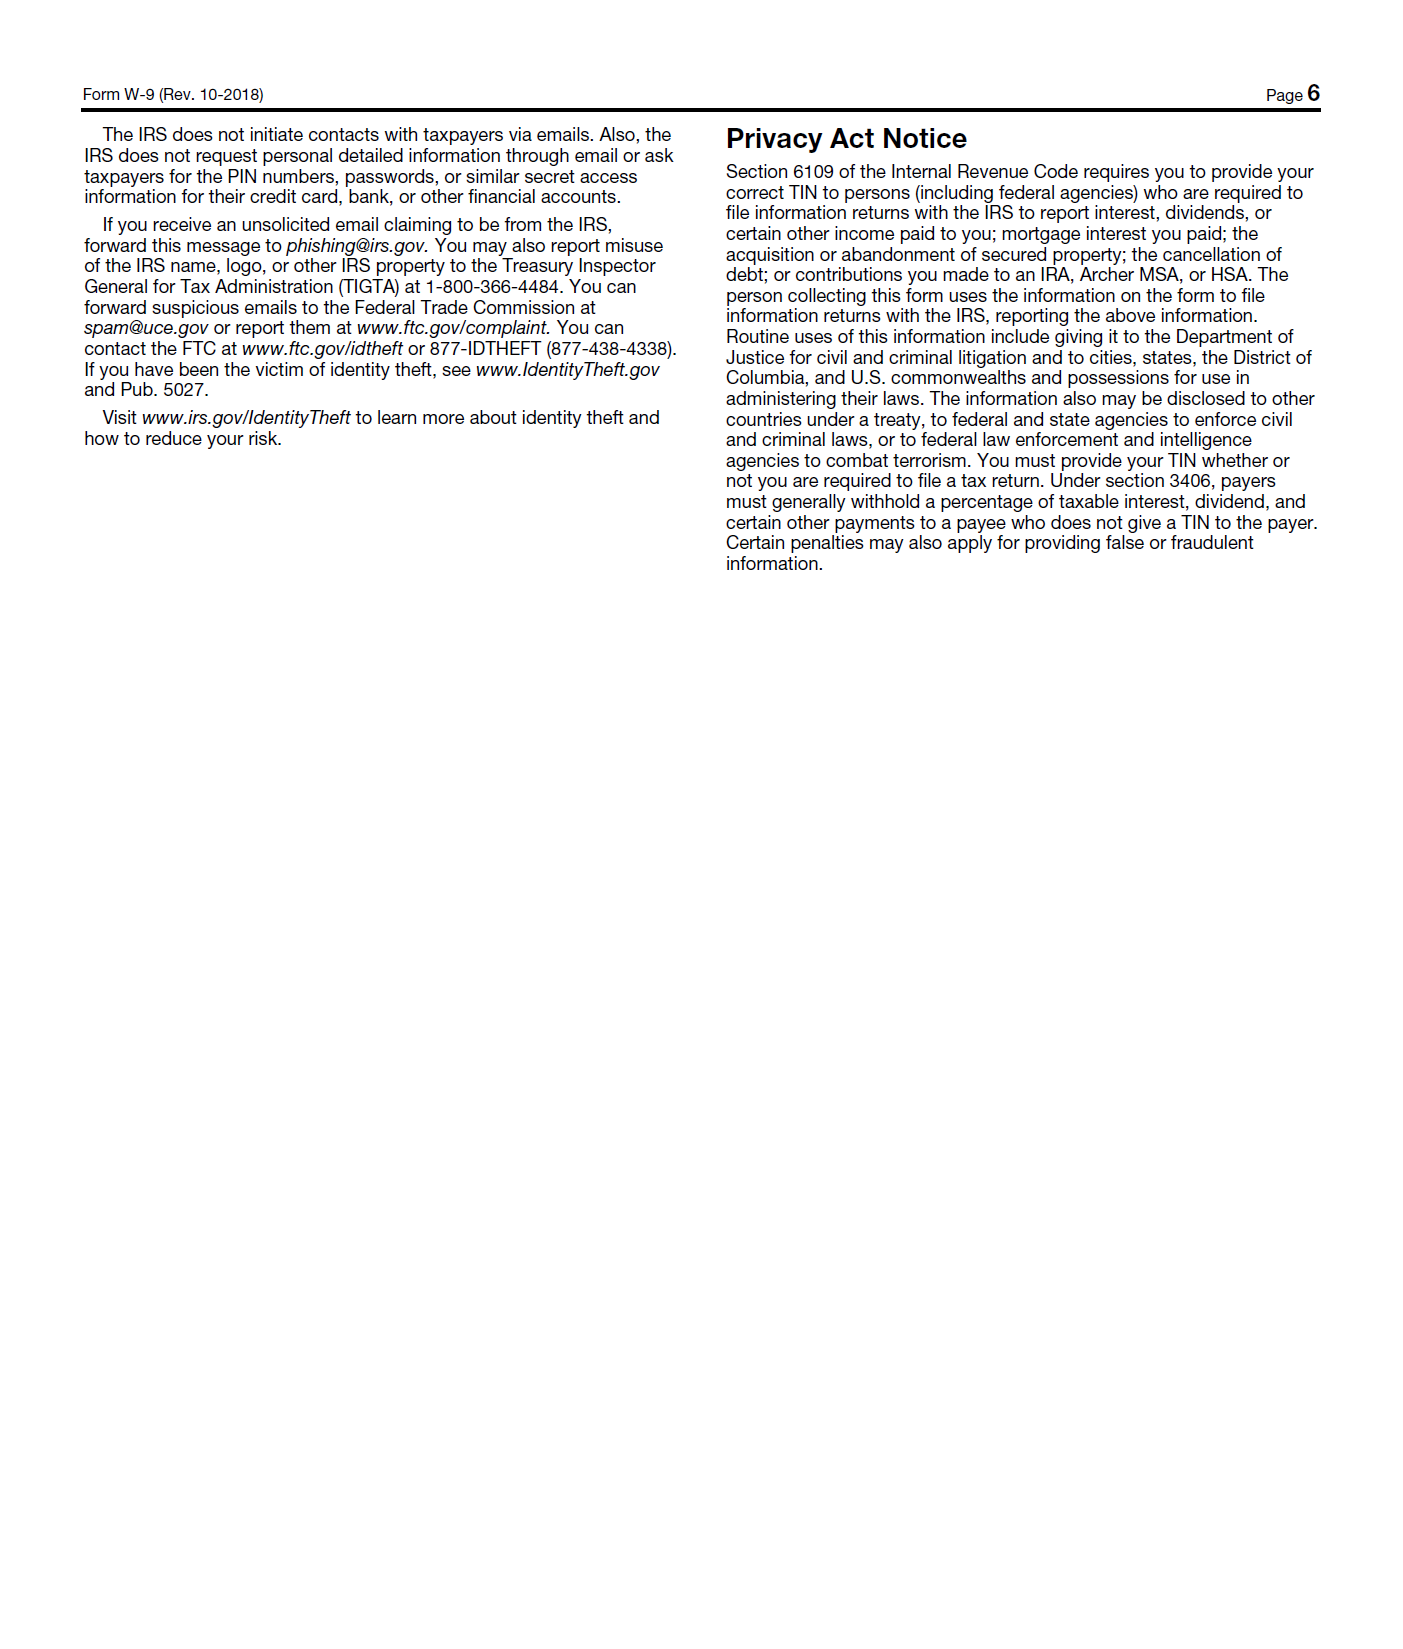 Form W-9 (Rev. 10-2018)
Page 6
The IRS does not initiate contacts with taxpayers via emails. Also, the
IRS does not request personal detailed information through email or ask
taxpayers for the PIN numbers, passwords, or similar secret access
information for their credit card, bank, or other financial accounts.
If you receive an unsolicited email claiming to be from the IRS,
forward this message to phishing@irs.gov. You may also report misuse
of the IRS name, logo, or other IRS property to the Treasury Inspector
General for Tax Administration (TIGTA) at 1-800-366-4484. You can
forward suspicious emails to the Federal Trade Commission at
spam@uce.gov or report them at www.ftc.gov/complaint. You can
contact the FTC at www.ftc.gov/idtheft or 877-IDTHEFT (877-438-4338).
If you have been the victim of identity theft, see www.IdentityTheft.gov
and Pub. 5027.
Visit www.irs.gov/IdentityTheft to learn more about identity theft and
how to reduce your risk.
Privacy Act Notice
Section 6109 of the Internal Revenue Code requires you to provide your
correct TIN to persons (including federal agencies) who are required to
file information returns with the IRS to report interest, dividends, or
certain other income paid to you; mortgage interest you paid; the
acquisition or abandonment of secured property; the cancellation of
debt; or contributions you made to an IRA, Archer MSA, or HSA. The
person collecting this form uses the information on the form to file
information returns with the IRS, reporting the above information.
Routine uses of this information include giving it to the Department of
Justice for civil and criminal litigation and to cities, states, the District of
Columbia, and U.S. commonwealths and possessions for use in
administering their laws. The information also may be disclosed to other
countries under a treaty, to federal and state agencies to enforce civil
and criminal laws, or to federal law enforcement and intelligence
agencies to combat terrorism. You must provide your TIN whether or
not you are required to file a tax return. Under section 3406, payers
must generally withhold a percentage of taxable interest, dividend, and
certain other payments to a payee who does not give a TIN to the payer.
Certain penalties may also apply for providing false or fraudulent
information.